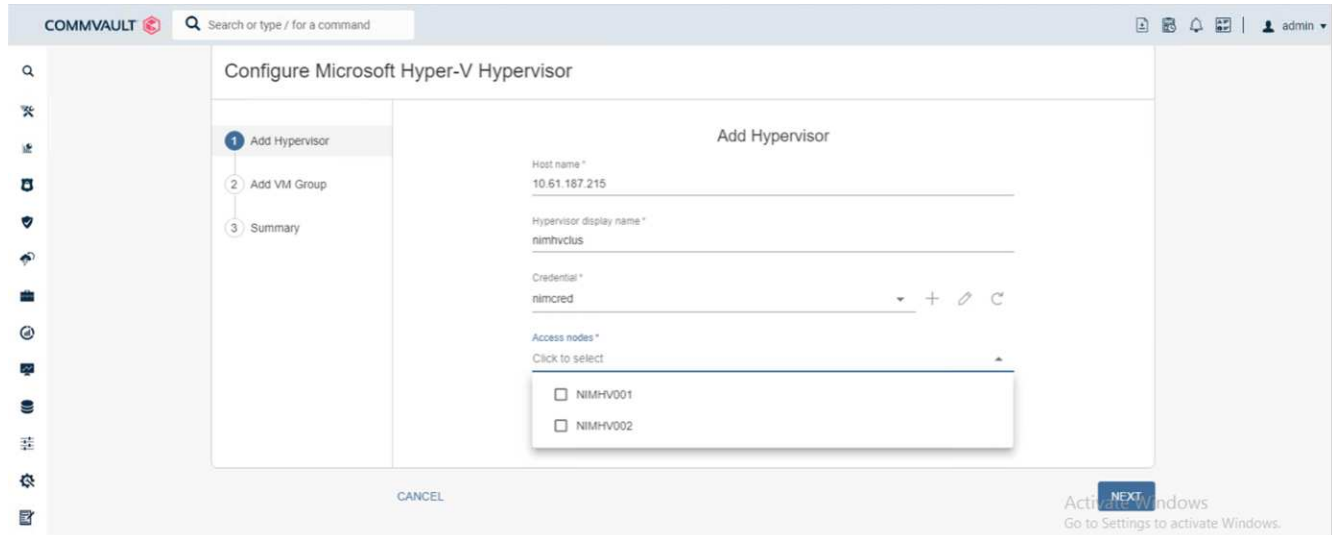 COMMVAULT
Search or type / for a command
admin
Configure Microsoft Hyper-V Hypervisor
1 Add Hypervisor
2 Add VM Group
3 Summary
Add Hypervisor
Host name *
10.61.187.215
Hypervisor display name *
nimhvclus
Credential *
nimcred
Access nodes *
Click to select
NIMHV001
NIMHV002
CANCEL
NEXT
Activate Windows
Go to Settings to activate Windows.